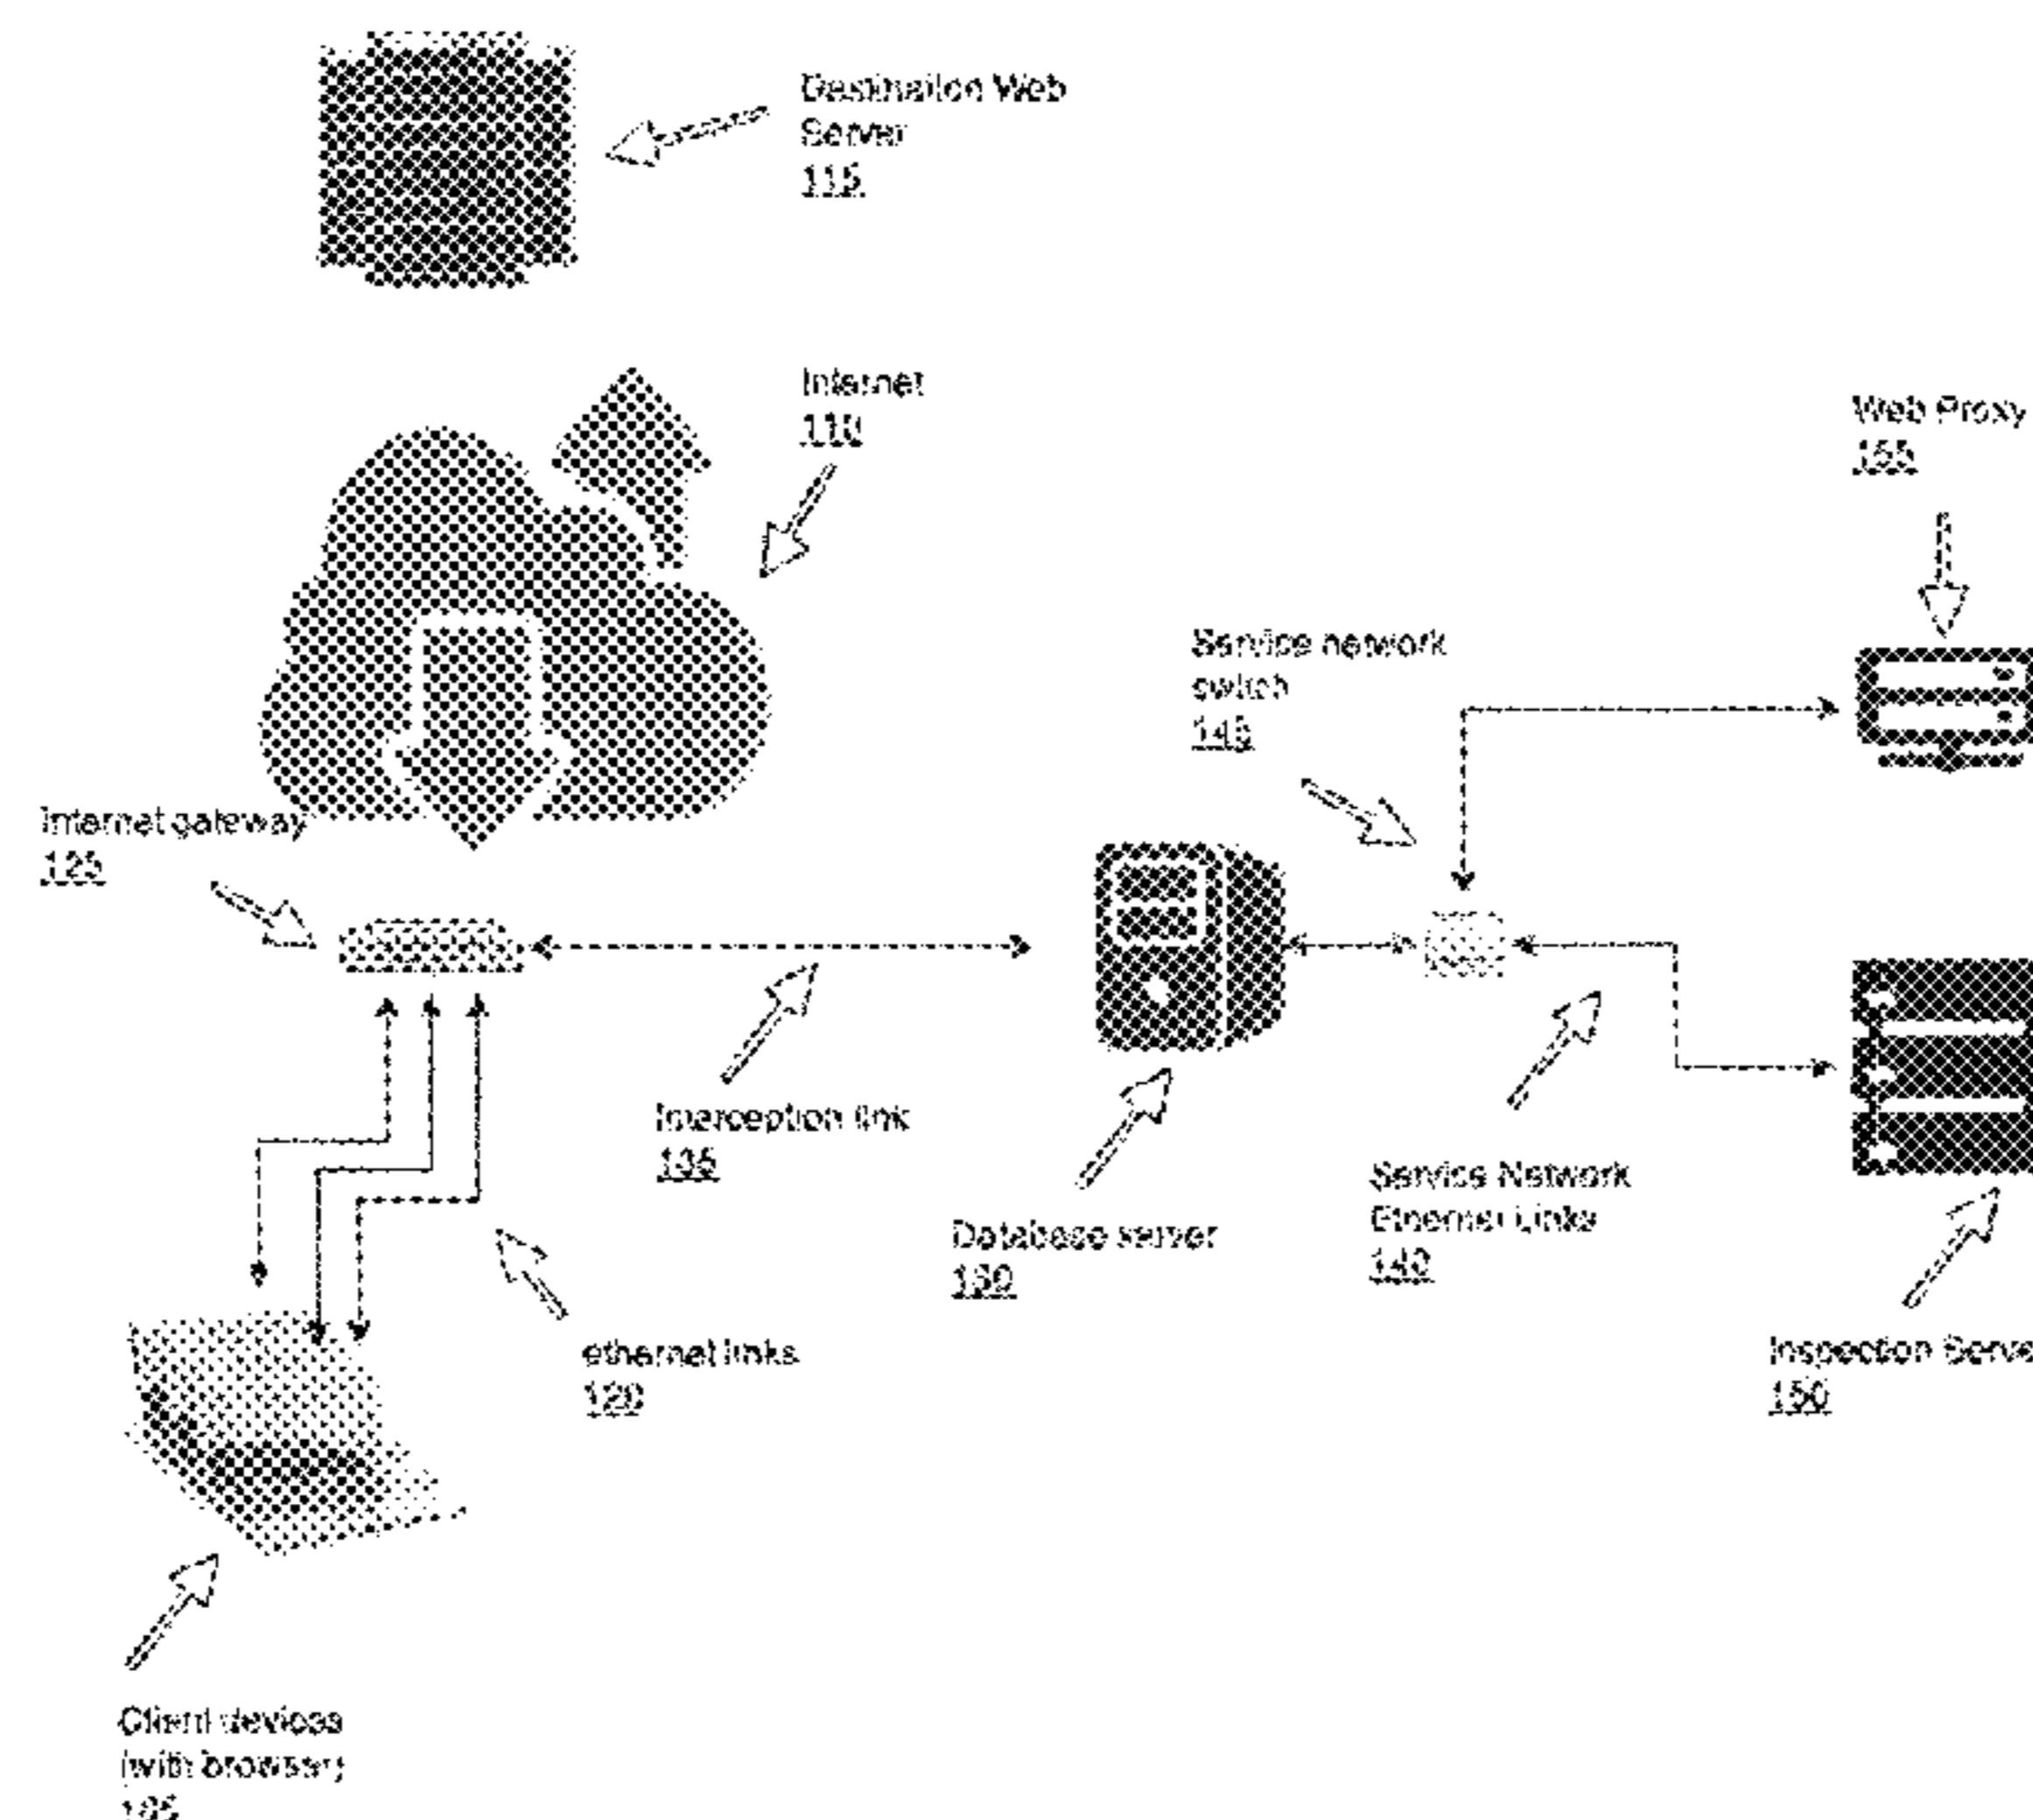 Destination Web
Server
115
Internet
110
Web Proxy
155
Service network
switch
145
Internet gateway
125
Interception link
135
Service Network
Ethernet Links
140
Database server
ethernet links
120
Inspection Serve
150
Client devices
(with browser)